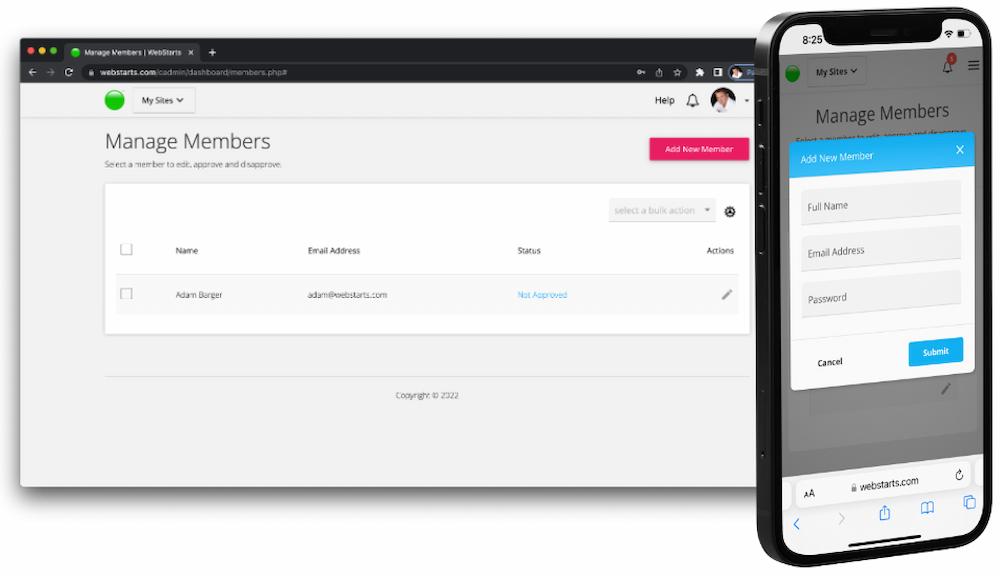 Manage Members | WebStarts
webstarts.com/cadmin/dashboard/members.php#
My Sites
Help
Manage Members
Select a member to edit, approve and disapprove.
Add New Member
select a bulk action
Name Email Address Status Actions
Adam Barger adam@webstarts.com Not Approved
Copyright © 2022
8:25
My Sites
Manage Members
Add New Member
Full Name
Email Address
Password
Cancel Submit
AA webstarts.com